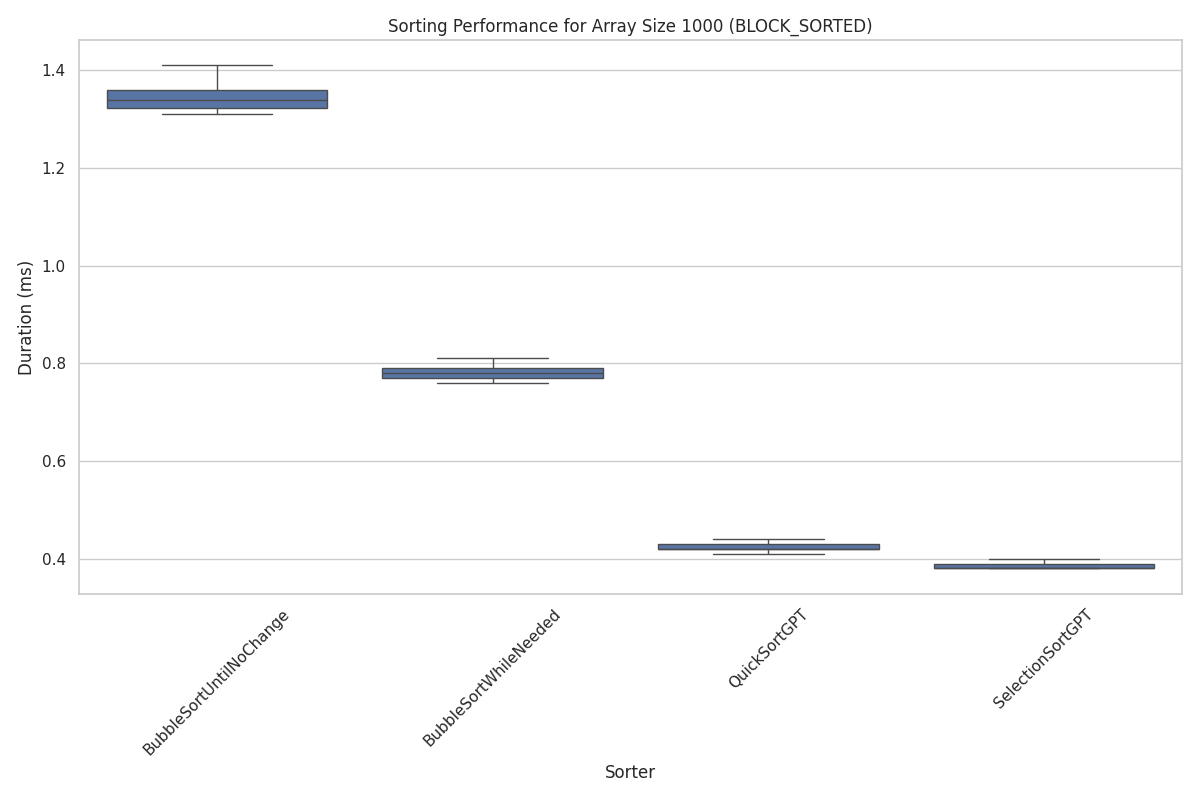 Sorting Performance for Array Size 1000 (BLOCK_SORTED)
Duration (ms)
1.4
1.2
1.0
0.8
0.6
0.4
BubbleSortUntilNoChange
BubbleSortWhileNeeded
QuickSortGPT
SelectionSortGPT
Sorter